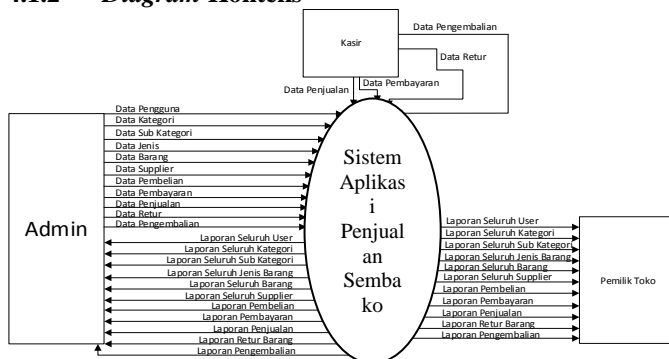 4.1.2 Diagram Konteks
Data Pengembalian
Kasir
Data Retur
Data Pembayaran
Data Penjualan
Data Pengguna
Data Kategori
Data Sub Kategori
Data Jenis
Data Barang
Data Supplier
Data Pembelian
Data Pembayaran
Data Penjualan
Data Retur
Data Pengembalian
Admin
Laporan Seluruh User
Laporan Seluruh Kategori
Laporan Seluruh Sub Kategori
Laporan Seluruh Jenis Barang
Laporan Seluruh Barang
Laporan Seluruh Supplier
Laporan Pembelian
Laporan Pembayaran
Laporan Penjualan
Laporan Retur Barang
Laporan Pengembalian
Sistem
Aplikas
i
Penjual
an
Semba
ko
Laporan Seluruh User
Laporan Seluruh Kategori
Laporan Seluruh Sub Kategori
Laporan Seluruh Jenis Barang
Laporan Seluruh Barang
Laporan Seluruh Supplier
Laporan Pembelian
Laporan Pembayaran
Laporan Penjualan
Laporan Retur Barang
Laporan Pengembalian
Pemilik Toko